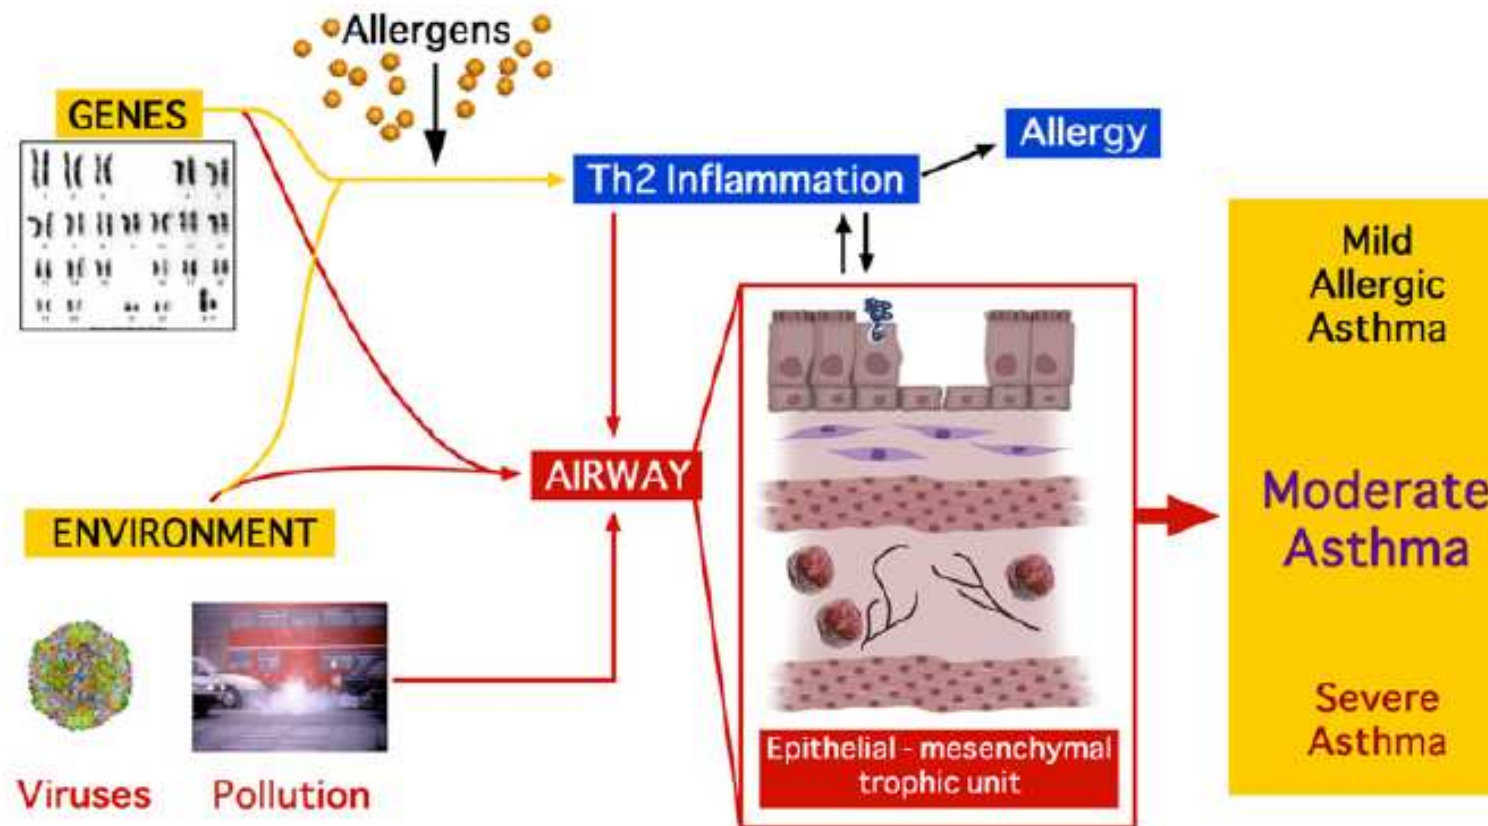 Allergens
GENES
Allergy
Th2 Inflammation
Mild
Allergic
Asthma
AIRWAY
Moderate
Asthma
ENVIRONMENT
Severe
Asthma
Epithelial - mesenchymal
trophic unit
Viruses
Pollution